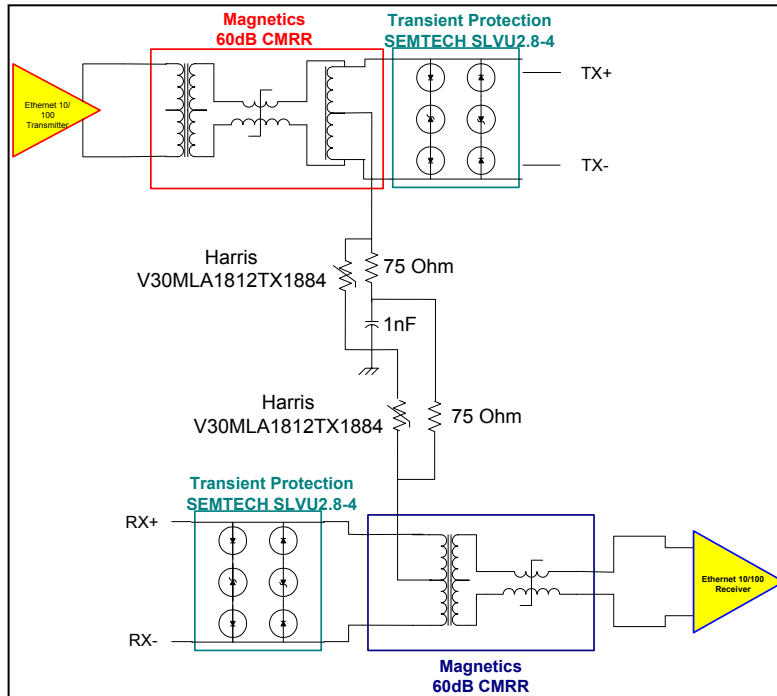 Magnetics
60dB CMRR
Transient Protection
SEMTECH SLVU2.8-4
Ethernet 10/
100
Transmitter
TX+
TX-
Harris
V30MLA1812TX1884
75 Ohm
1nF
Harris
V30MLA1812TX1884
75 Ohm
Transient Protection
SEMTECH SLVU2.8-4
RX+
RX-
Ethernet 10/100
Receiver
Magnetics
60dB CMRR